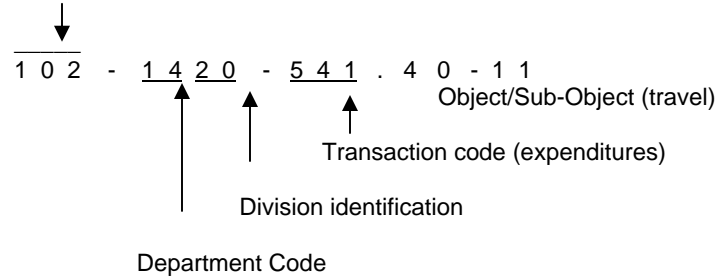 1 0 2 - 1 4 2 0 - 5 4 1 . 4 0 - 1 1
Object/Sub-Object (travel)
Transaction code (expenditures)
Division identification
Department Code